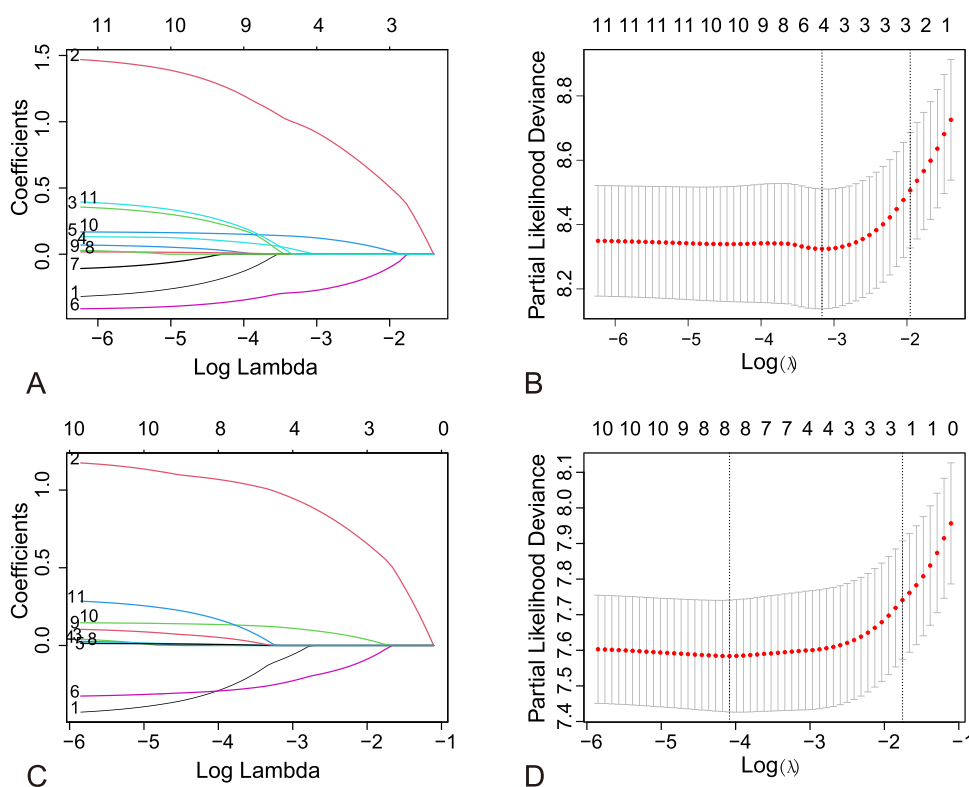 11 10 9 4 3
Coefficients
0.0 0.5 1.0 1.5
2
3 11
5 10
4
9 8
7
1
6
−6 −5 −4 −3 −2
Log Lambda
A
11 11 11 11 10 10 9 8 6 4 3 3 3 3 2 1
Partial Likelihood Deviance
8.2 8.4 8.6 8.8
−6 −5 −4 −3 −2
Log(λ)
B
10 10 8 4 2 0
Coefficients
0.0 1.0
2
11
9 10
4 3
5 8
6
1
−6 −5 −4 −3 −2 −1
Log Lambda
C
10 10 10 9 8 8 8 7 7 4 4 3 3 3 1 1 0
Partial Likelihood Deviance
7.4 7.5 7.6 7.7 7.8 7.9 8.0 8.1
−6 −5 −4 −3 −2 −1
Log(λ)
D